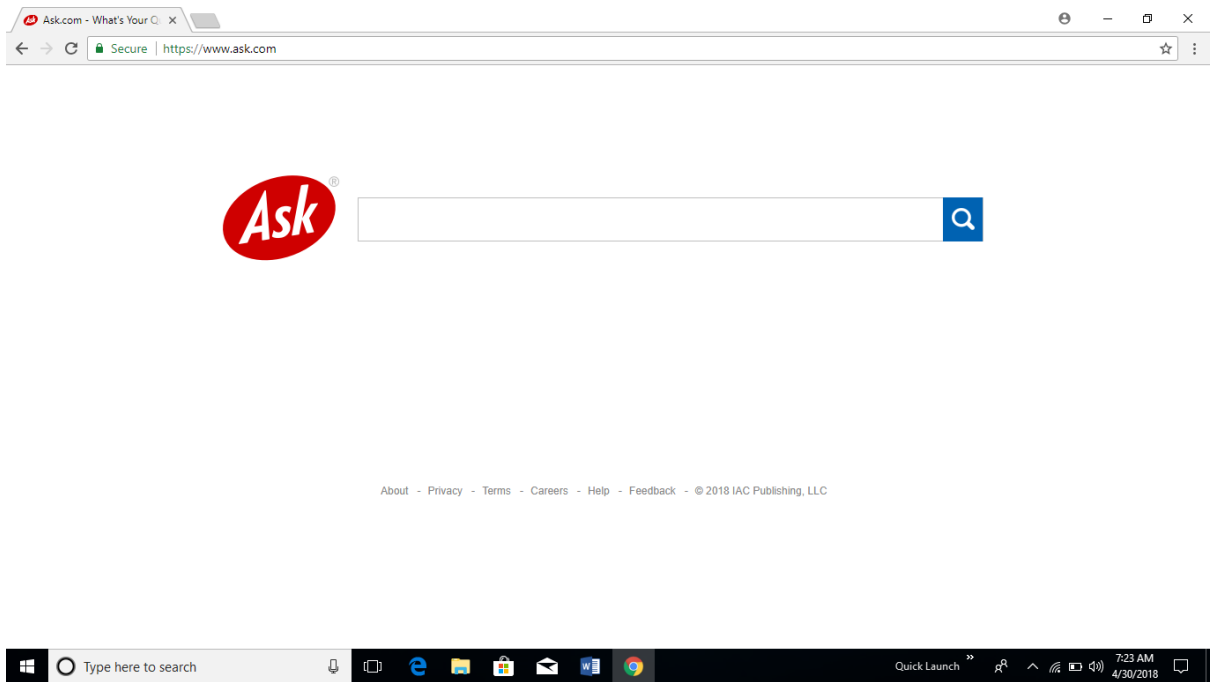 Ask.com - What's Your Q
Secure | https://www.ask.com
Ask®
About - Privacy - Terms - Careers - Help - Feedback - © 2018 IAC Publishing, LLC
Type here to search
Quick Launch »
7:23 AM
4/30/2018